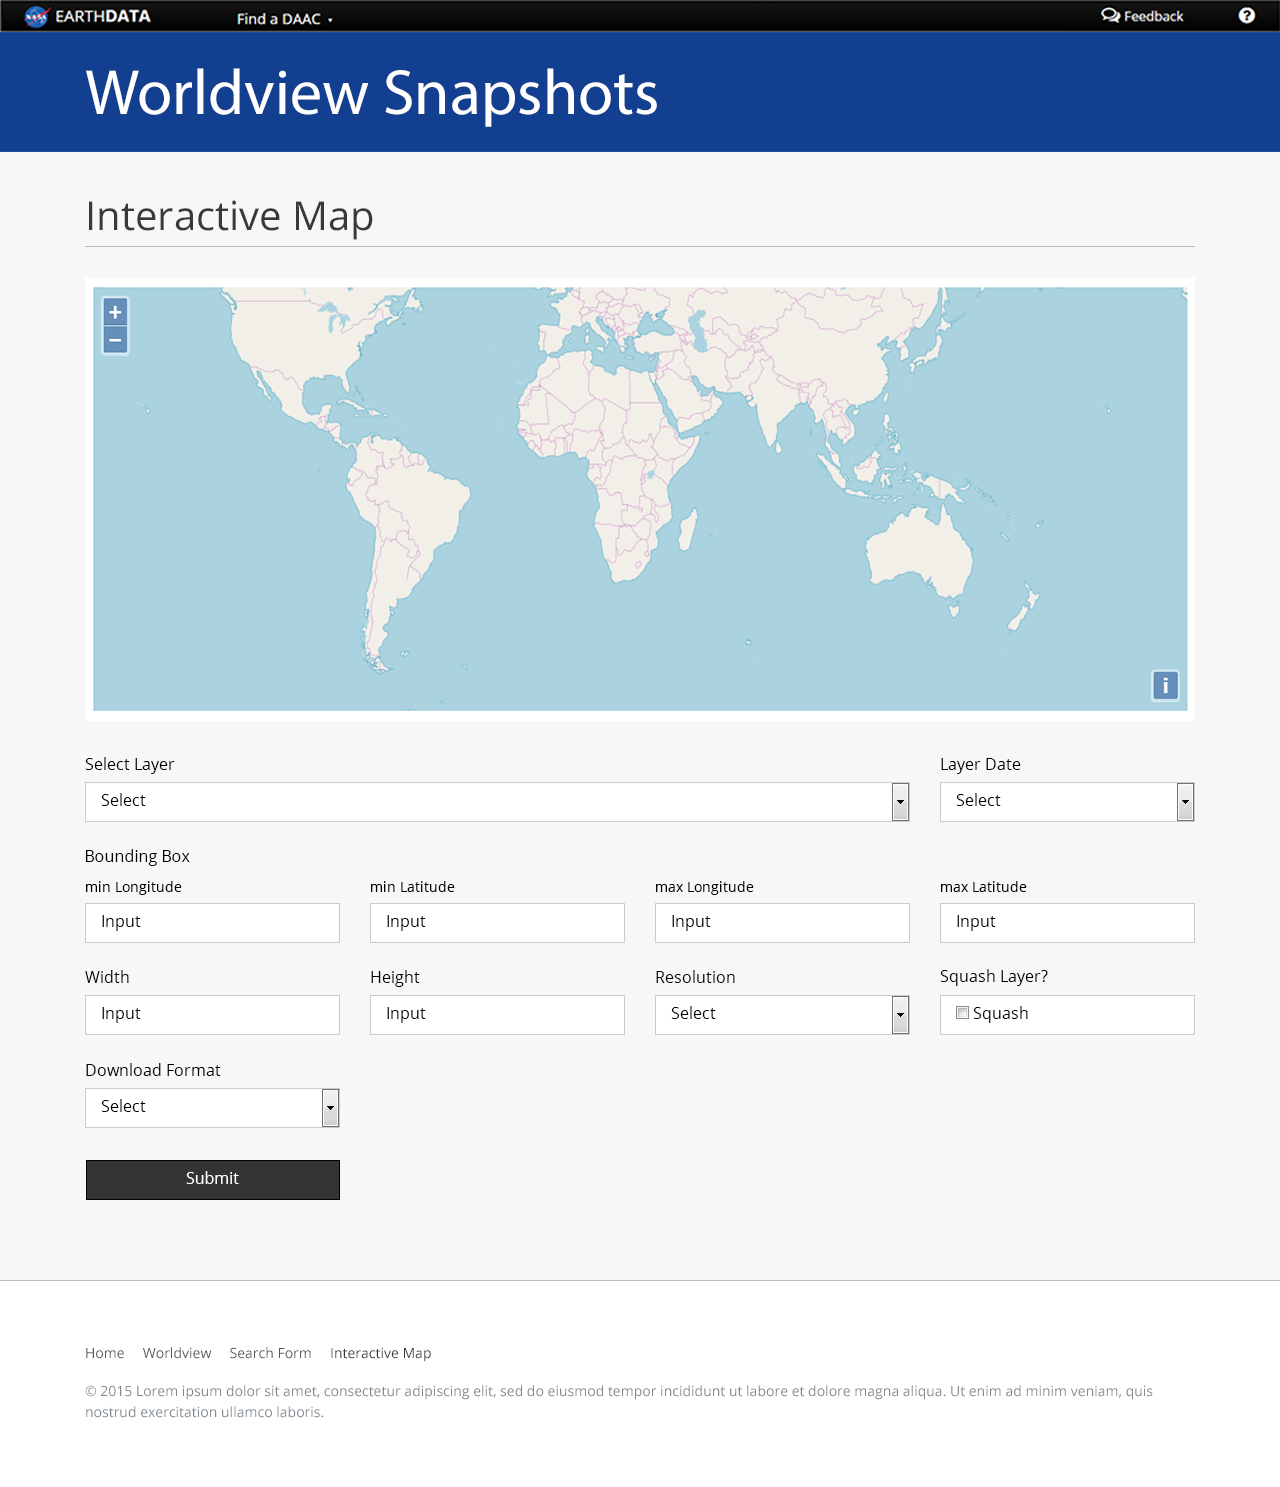 EARTHDATA Find a DAAC Feedback ?
Worldview Snapshots
Interactive Map
+
−
i
Select Layer Layer Date
Select Select
Bounding Box
min Longitude min Latitude max Longitude max Latitude
Input Input Input Input
Width Height Resolution Squash Layer?
Input Input Select Squash
Download Format
Select
Submit
Home Worldview Search Form Interactive Map
© 2015 Lorem ipsum dolor sit amet, consectetur adipiscing elit, sed do eiusmod tempor incididunt ut labore et dolore magna aliqua. Ut enim ad minim veniam, quis
nostrud exercitation ullamco laboris.